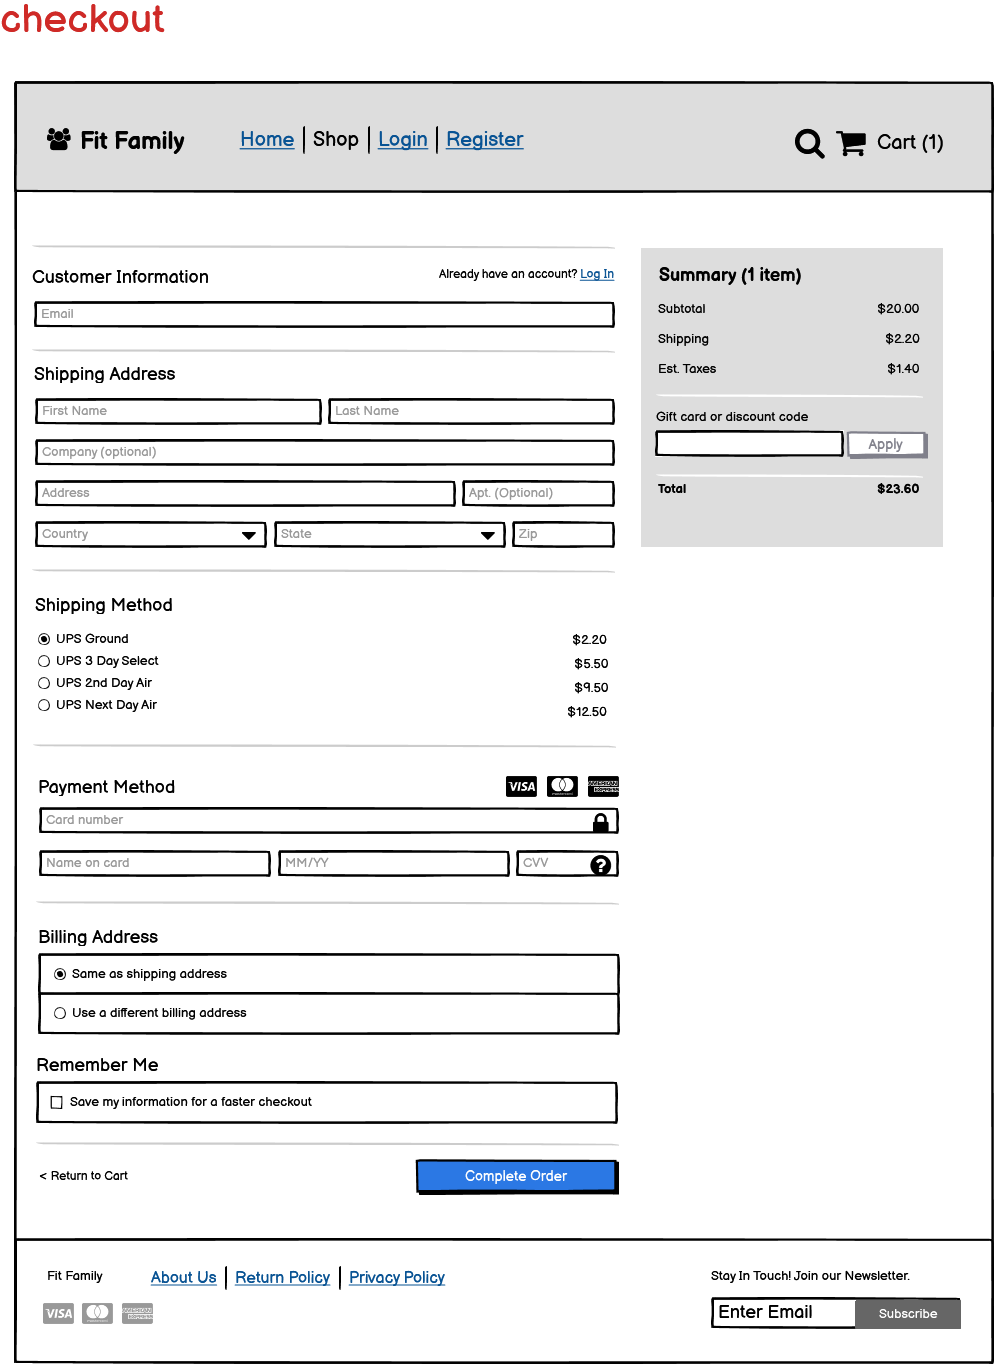 checkout
Fit Family Home Shop Login Register Cart (1)
Customer Information Already have an account? Log In
Email
Shipping Address
First Name Last Name
Company (optional)
Address Apt. (Optional)
Country State Zip
Shipping Method
UPS Ground $2.20
UPS 3 Day Select $5.50
UPS 2nd Day Air $9.50
UPS Next Day Air $12.50
Payment Method VISA AMERICAN EXPRESS
Card number
Name on card MM/YY CVV ?
Billing Address
Same as shipping address
Use a different billing address
Remember Me
Save my information for a faster checkout
< Return to Cart Complete Order
Summary (1 item)
Subtotal $20.00
Shipping $2.20
Est. Taxes $1.40
Gift card or discount code
Apply
Total $23.60
Fit Family About Us Return Policy Privacy Policy
VISA AMERICAN EXPRESS
Stay In Touch! Join our Newsletter.
Enter Email Subscribe